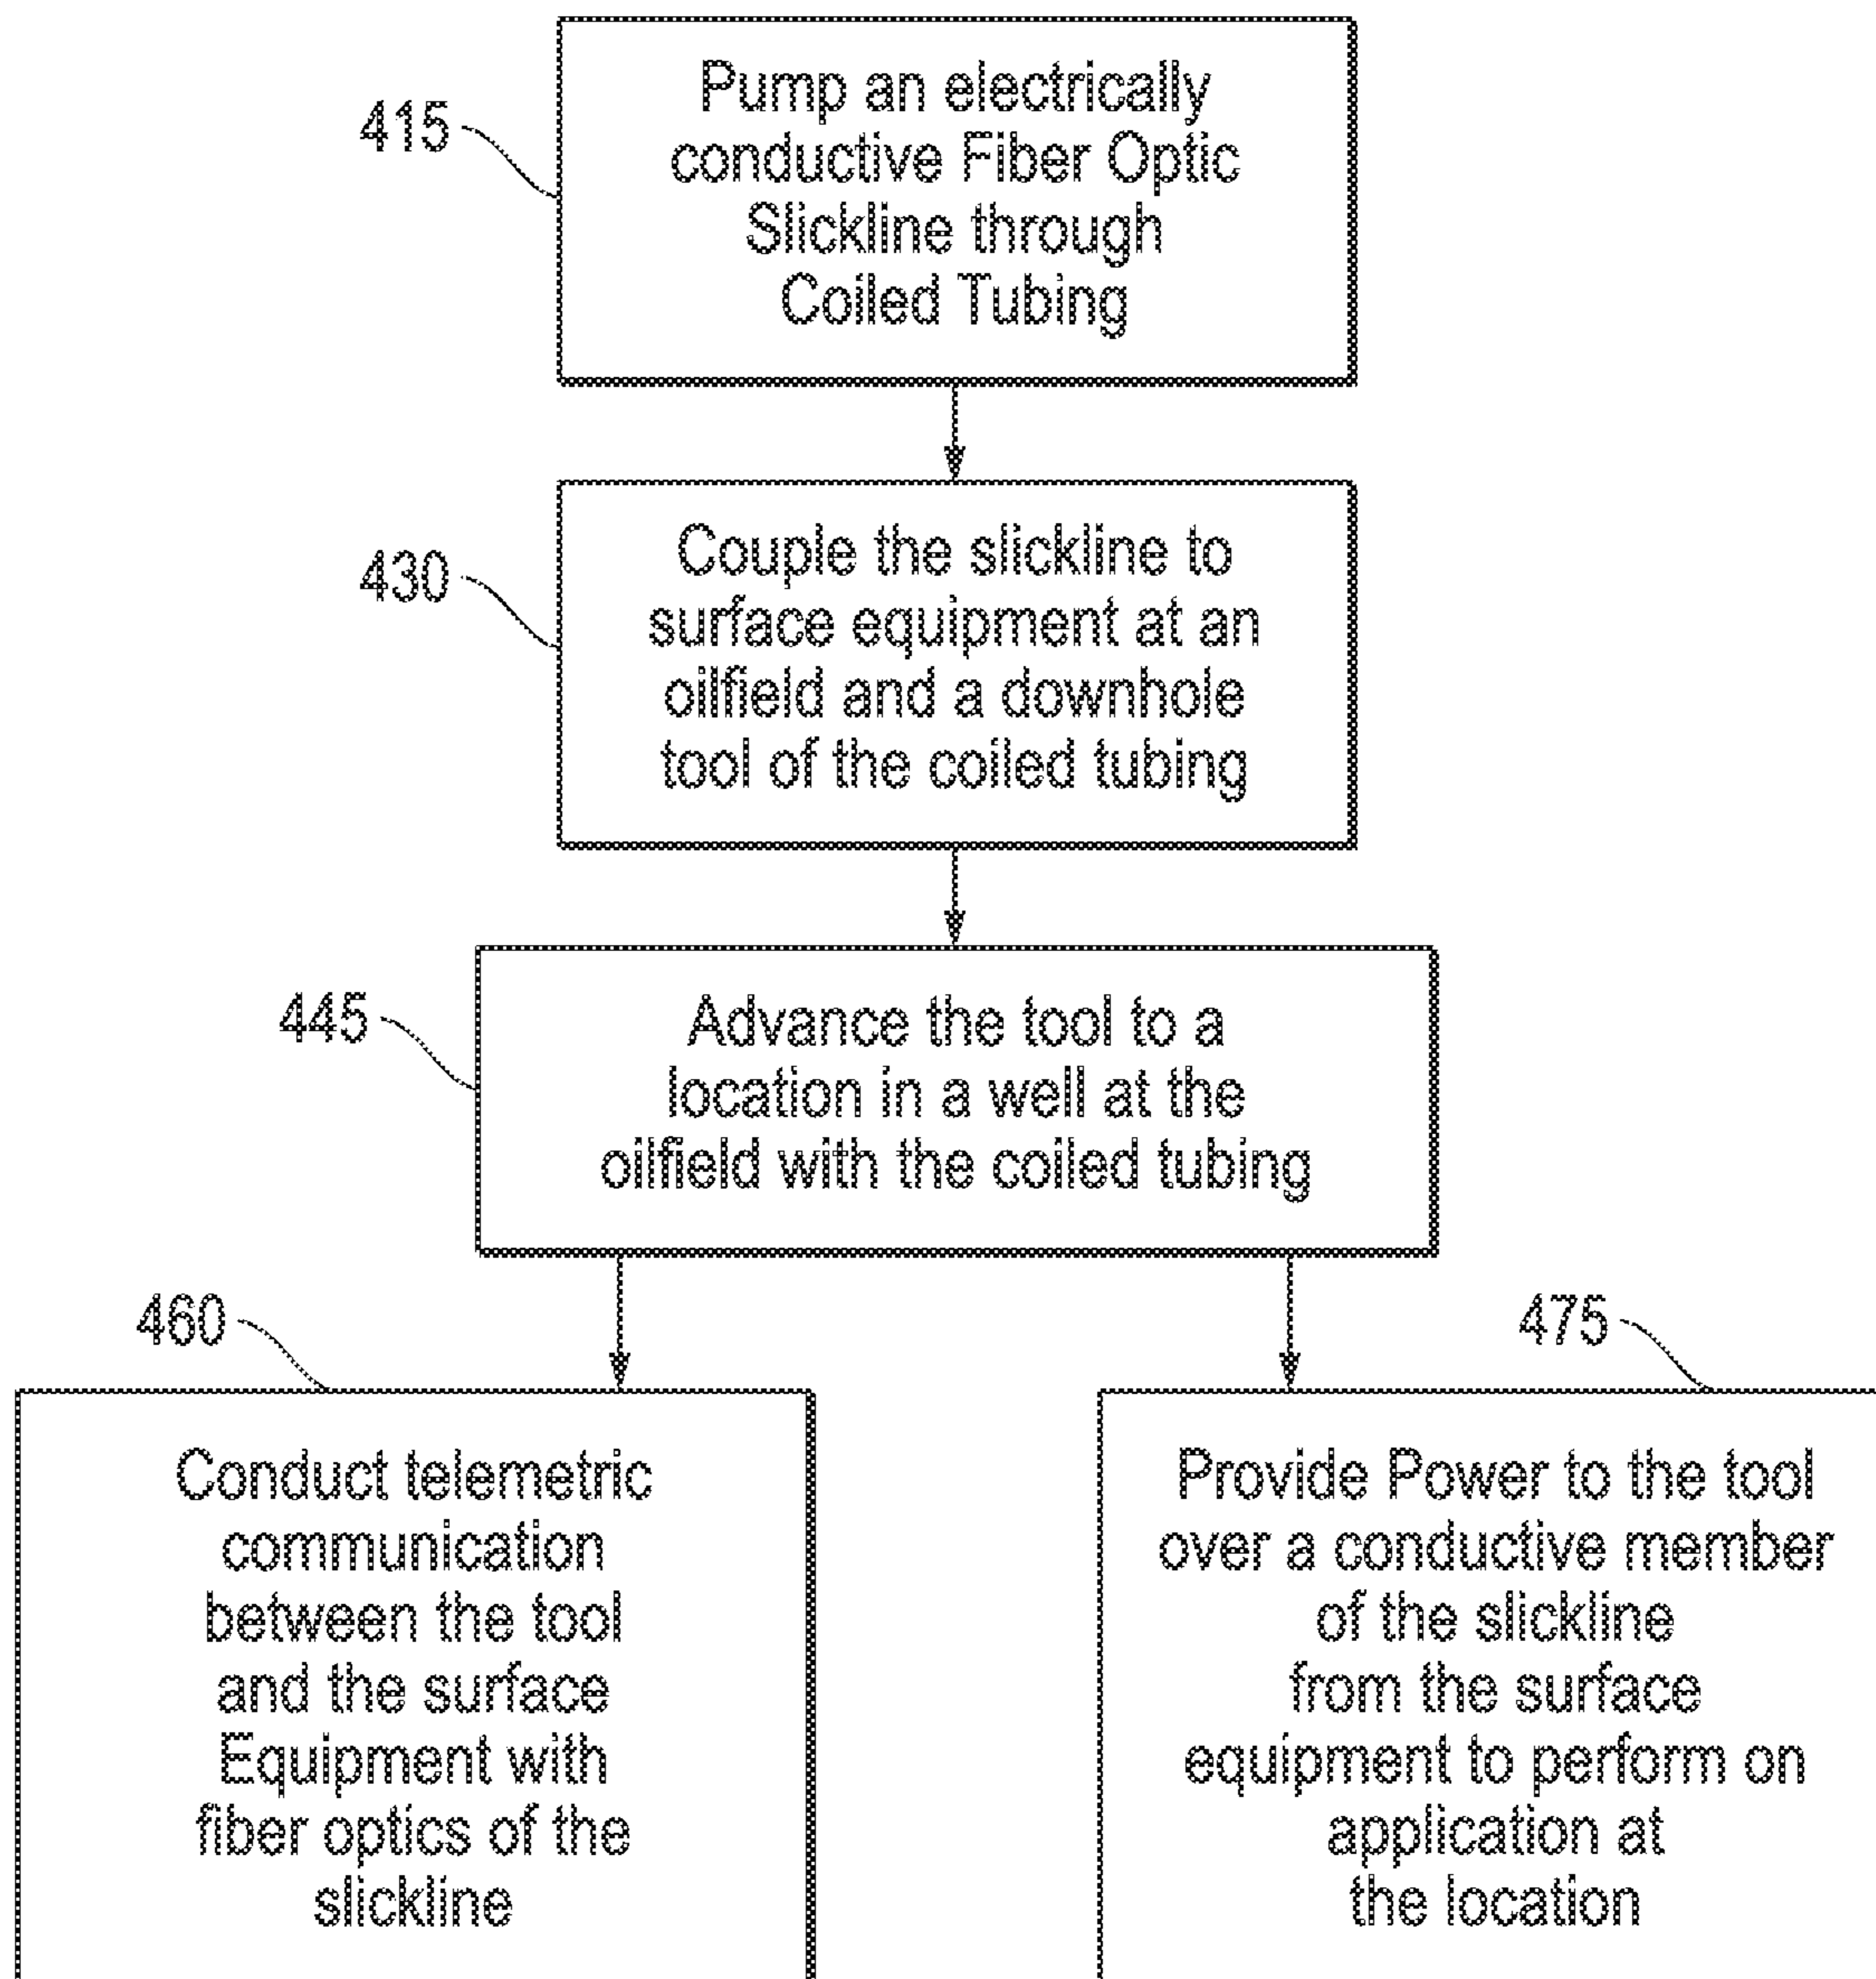 415
Pump an electrically
conductive Fiber Optic
Slickline through
Coiled Tubing
430
Couple the slickline to
surface equipment at an
oilfield and a downhole
tool of the coiled tubing
445
Advance the tool to a
location in a well at the
oilfield with the coiled tubing
460
Conduct telemetric
communication
between the tool
and the surface
Equipment with
fiber optics of the
slickline
475
Provide Power to the tool
over a conductive member
of the slickline
from the surface
equipment to perform on
application at
the location